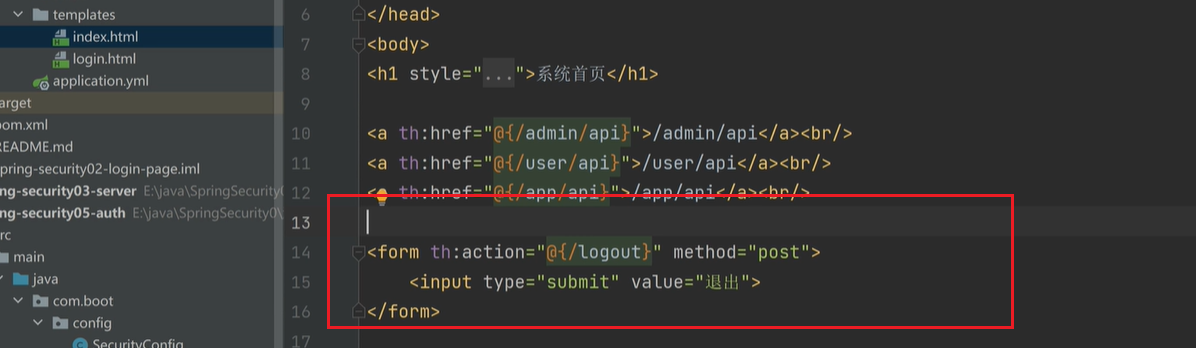 templates
index.html
login.html
application.yml
arget
oom.xml
README.md
pring-security02-login-page.iml
ng-security03-server E:\java\SpringSecurity
ng-security05-auth E:\java\SpringSecurity0\
rc
main
java
com.boot
config
SecurityConfig
6 </head>
7 <body>
8 <h1 style="...">系统首页</h1>
9
10 <a th:href="@{/admin/api}">/admin/api</a><br/>
11 <a th:href="@{/user/api}">/user/api</a><br/>
12 <a th:href="@{/app/api}">/app/api</a><br/>
13
14 <form th:action="@{/logout}" method="post">
15 <input type="submit" value="退出">
16 </form>
17